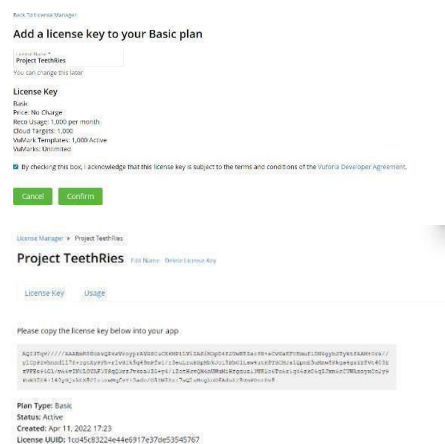 Back To License Manager
Add a license key to your Basic plan
License Name *
Project TeethRies
You can change this later
License Key
Basic
Price: No Charge
Reco Usage: 1,000 per month
Cloud Targets: 1,000
VuMark Templates: 1,000 Active
VuMarks: Unlimited
By checking this box, I acknowledge that this license key is subject to the terms and conditions of the Vuforia Developer Agreement.
Cancel Confirm
License Manager > Project TeethRies
Project TeethRies Edit Name Delete License Key
License Key Usage
Please copy the license key below into your app
Plan Type: Basic
Status: Active
Created: Apr 11, 2022 17:23
License UUID: 1cd45c83224e44e6917e37de53545767